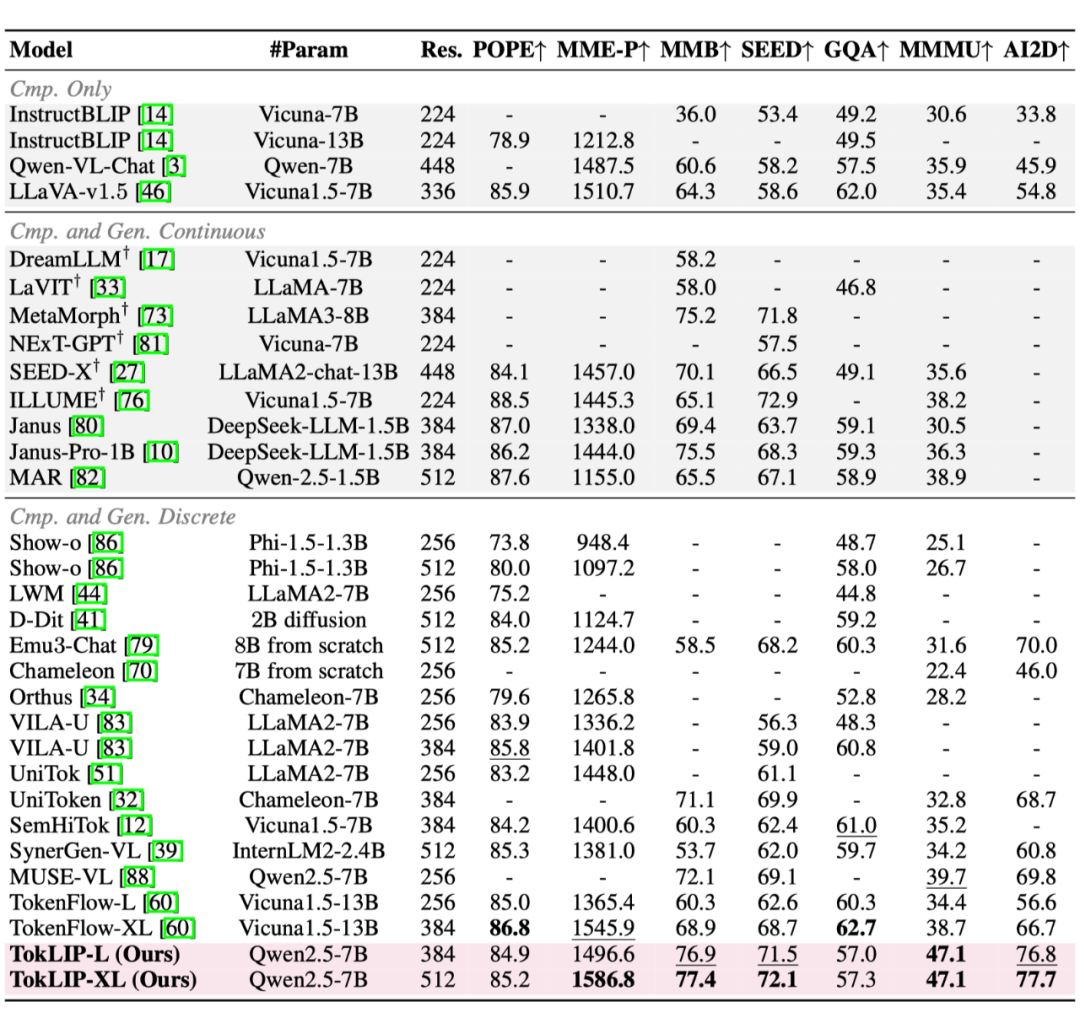 Model #Param Res. POPE↑ MME-P↑ MMB↑ SEED↑ GQA↑ MMMU↑ AI2D↑
Cmp. Only
InstructBLIP [14] Vicuna-7B 224 - - 36.0 53.4 49.2 30.6 33.8
InstructBLIP [14] Vicuna-13B 224 78.9 1212.8 - - 49.5 - -
Qwen-VL-Chat [3] Qwen-7B 448 - 1487.5 60.6 58.2 57.5 35.9 45.9
LLaVA-v1.5 [46] Vicuna1.5-7B 336 85.9 1510.7 64.3 58.6 62.0 35.4 54.8
Cmp. and Gen. Continuous
DreamLLM† [17] Vicuna1.5-7B 224 - - 58.2 - - - -
LaVIT† [33] LLaMA-7B 224 - - 58.0 - 46.8 - -
MetaMorph† [73] LLaMA3-8B 384 - - 75.2 71.8 - - -
NExT-GPT† [81] Vicuna-7B 224 - - - 57.5 - - -
SEED-X† [27] LLaMA2-chat-13B 448 84.1 1457.0 70.1 66.5 49.1 35.6 -
ILLUME† [76] Vicuna1.5-7B 224 88.5 1445.3 65.1 72.9 - 38.2 -
Janus [80] DeepSeek-LLM-1.5B 384 87.0 1338.0 69.4 63.7 59.1 30.5 -
Janus-Pro-1B [10] DeepSeek-LLM-1.5B 384 86.2 1444.0 75.5 68.3 59.3 36.3 -
MAR [82] Qwen-2.5-1.5B 512 87.6 1155.0 65.5 67.1 58.9 38.9 -
Cmp. and Gen. Discrete
Show-o [86] Phi-1.5-1.3B 256 73.8 948.4 - - 48.7 25.1 -
Show-o [86] Phi-1.5-1.3B 512 80.0 1097.2 - - 58.0 26.7 -
LWM [44] LLaMA2-7B 256 75.2 - - - 44.8 - -
D-Dit [41] 2B diffusion 512 84.0 1124.7 - - 59.2 - -
Emu3-Chat [79] 8B from scratch 512 85.2 1244.0 58.5 68.2 60.3 31.6 70.0
Chameleon [70] 7B from scratch 256 - - - - - 22.4 46.0
Orthus [34] Chameleon-7B 256 79.6 1265.8 - - 52.8 28.2 -
VILA-U [83] LLaMA2-7B 256 83.9 1336.2 - 56.3 48.3 - -
VILA-U [83] LLaMA2-7B 384 85.8 1401.8 - 59.0 60.8 - -
UniTok [51] LLaMA2-7B 256 83.2 1448.0 - 61.1 - - -
UniToken [32] Chameleon-7B 384 - - 71.1 69.9 - 32.8 68.7
SemHiTok [12] Vicuna1.5-7B 384 84.2 1400.6 60.3 62.4 61.0 35.2 -
SynerGen-VL [39] InternLM2-2.4B 512 85.3 1381.0 53.7 62.0 59.7 34.2 60.8
MUSE-VL [88] Qwen2.5-7B 256 - - 72.1 69.1 - 39.7 69.8
TokenFlow-L [60] Vicuna1.5-13B 256 85.0 1365.4 60.3 62.6 60.3 34.4 56.6
TokenFlow-XL [60] Vicuna1.5-13B 384 86.8 1545.9 68.9 68.7 62.7 38.7 66.7
TokLIP-L (Ours) Qwen2.5-7B 384 84.9 1496.6 76.9 71.5 57.0 47.1 76.8
TokLIP-XL (Ours) Qwen2.5-7B 512 85.2 1586.8 77.4 72.1 57.3 47.1 77.7